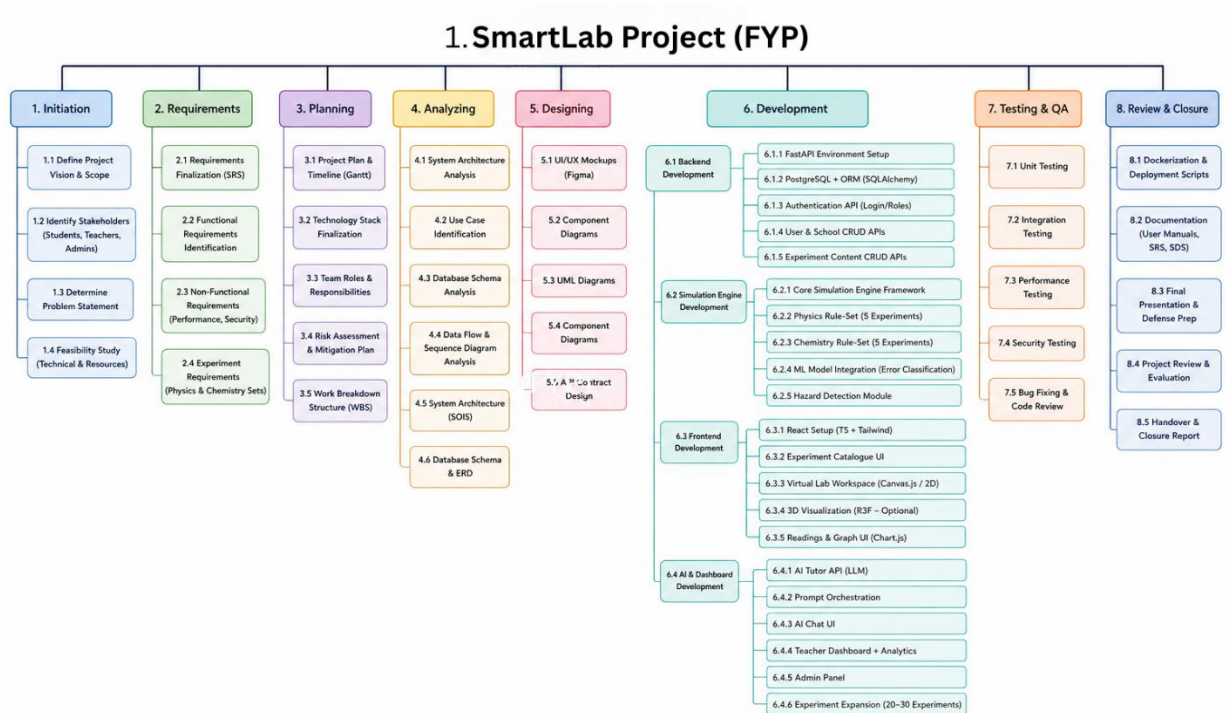 1. SmartLab Project (FYP)
1. Initiation
1.1 Define Project
Vision & Scope
1.2 Identify Stakeholders
(Students, Teachers,
Admins)
1.3 Determine
Problem Statement
1.4 Feasibility Study
(Technical & Resources)
2. Requirements
2.1 Requirements
Finalization (SRS)
2.2 Functional
Requirements
Identification
2.3 Non-Functional
Requirements
(Performance, Security)
2.4 Experiment
Requirements
(Physics & Chemistry Sets)
3. Planning
3.1 Project Plan &
Timeline (Gantt)
3.2 Technology Stack
Finalization
3.3 Team Roles &
Responsibilities
3.4 Risk Assessment
& Mitigation Plan
3.5 Work Breakdown
Structure (WBS)
4. Analyzing
4.1 System Architecture
Analysis
4.2 Use Case
Identification
4.3 Database Schema
Analysis
4.4 Data Flow &
Sequence Diagram
Analysis
4.5 System Architecture
(SOIS)
4.6 Database Schema
& ERD
5. Designing
5.1 UI/UX Mockups
(Figma)
5.2 Component
Diagrams
5.3 UML Diagrams
5.4 Component
Diagrams
Contract
Design
6. Development
6.1 Backend
Development
6.1.1 FastAPI Environment Setup
6.1.2 PostgreSQL + ORM (SQLAlchemy)
6.1.3 Authentication API (Login/Roles)
6.1.4 User & School CRUD APIs
6.1.5 Experiment Content CRUD APIs
6.2 Simulation Engine
Development
6.2.1 Core Simulation Engine Framework
6.2.2 Physics Rule-Set (5 Experiments)
6.2.3 Chemistry Rule-Set (5 Experiments)
6.2.4 ML Model Integration (Error Classification)
6.2.5 Hazard Detection Module
6.3 Frontend
Development
6.3.1 React Setup (TS + Tailwind)
6.3.2 Experiment Catalogue UI
6.3.3 Virtual Lab Workspace (Canvas.js / 2D)
6.3.4 3D Visualization (R3F – Optional)
6.3.5 Readings & Graph UI (Chart.js)
6.4 AI & Dashboard
Development
6.4.1 AI Tutor API (LLM)
6.4.2 Prompt Orchestration
6.4.3 AI Chat UI
6.4.4 Teacher Dashboard + Analytics
6.4.5 Admin Panel
6.4.6 Experiment Expansion (20–30 Experiments)
7. Testing & QA
7.1 Unit Testing
7.2 Integration
Testing
7.3 Performance
Testing
7.4 Security Testing
7.5 Bug Fixing &
Code Review
8. Review & Closure
8.1 Dockerization &
Deployment Scripts
8.2 Documentation
(User Manuals,
SRS, SDS)
8.3 Final
Presentation &
Defense Prep
8.4 Project Review &
Evaluation
8.5 Handover &
Closure Report